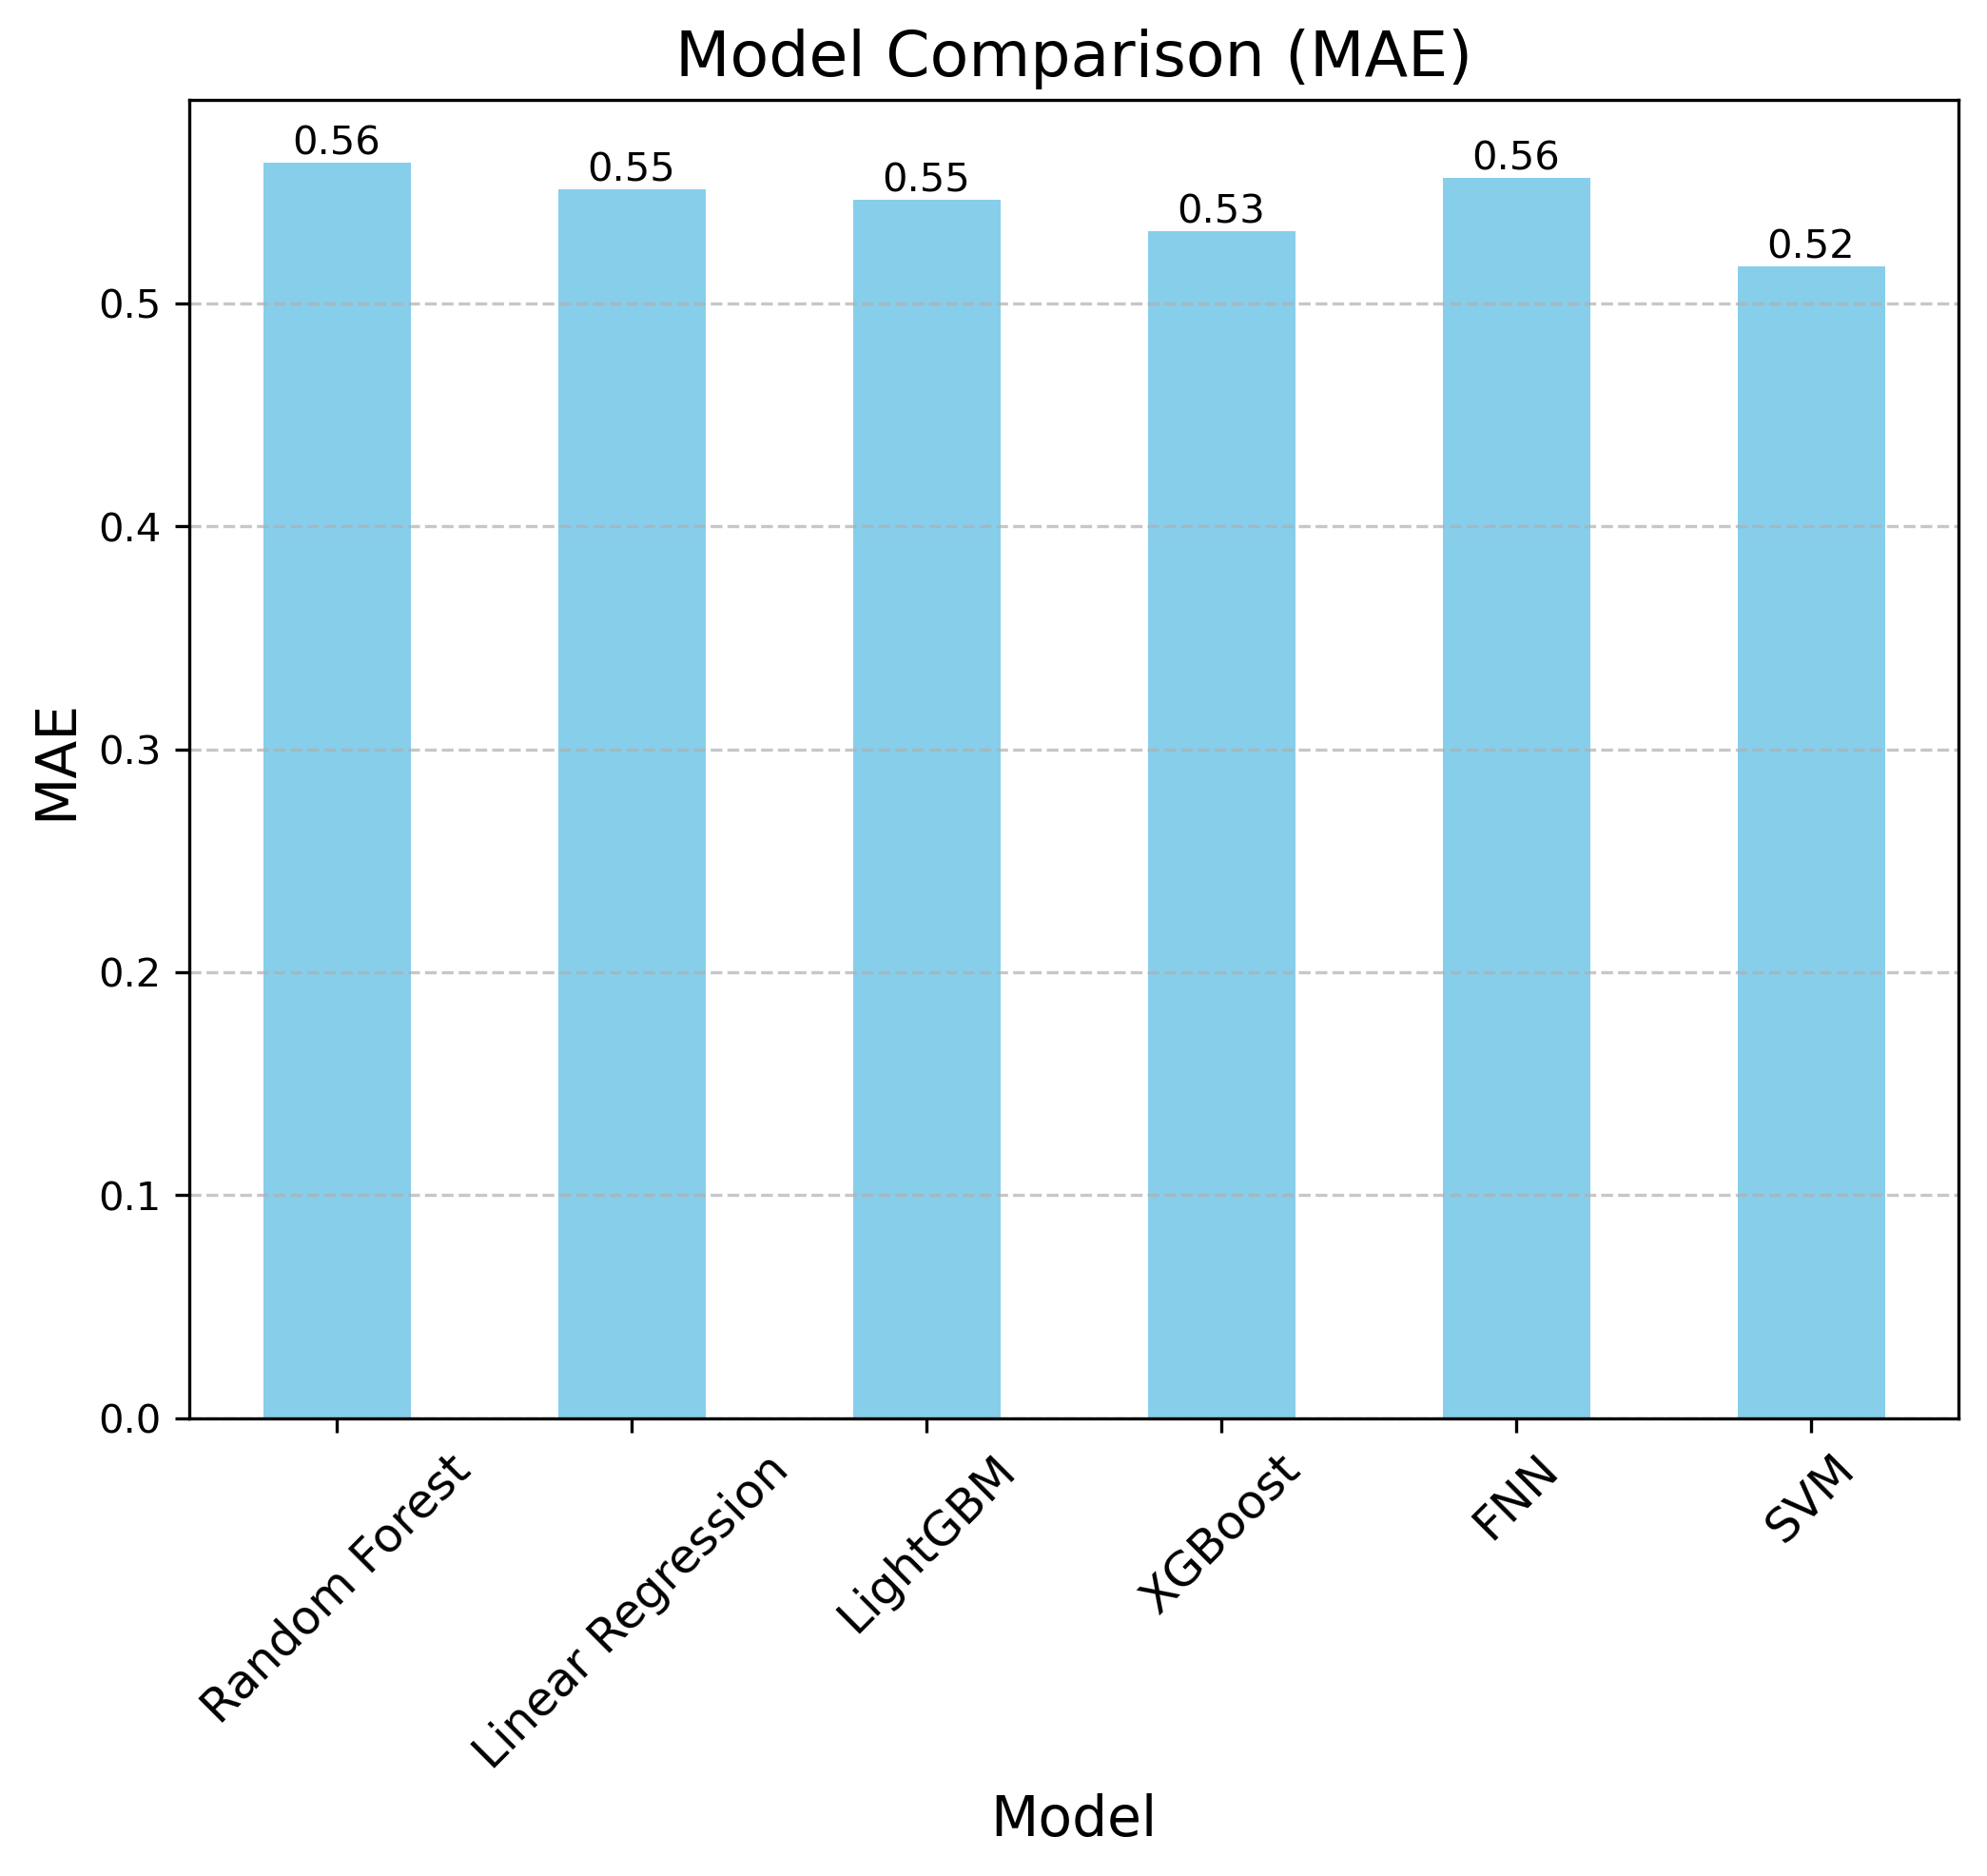 Model Comparison (MAE)
0.56
0.55
0.55
0.53
0.56
0.52
MAE
0.5
0.4
0.3
0.2
0.1
0.0
Random Forest
Linear Regression
LightGBM
XGBoost
FNN
SVM
Model